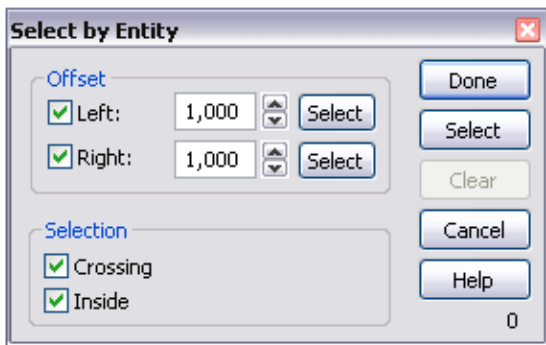 Select by Entity
Offset
Left: 1,000 Select
Right: 1,000 Select
Selection
Crossing
Inside
Done
Select
Clear
Cancel
Help
0